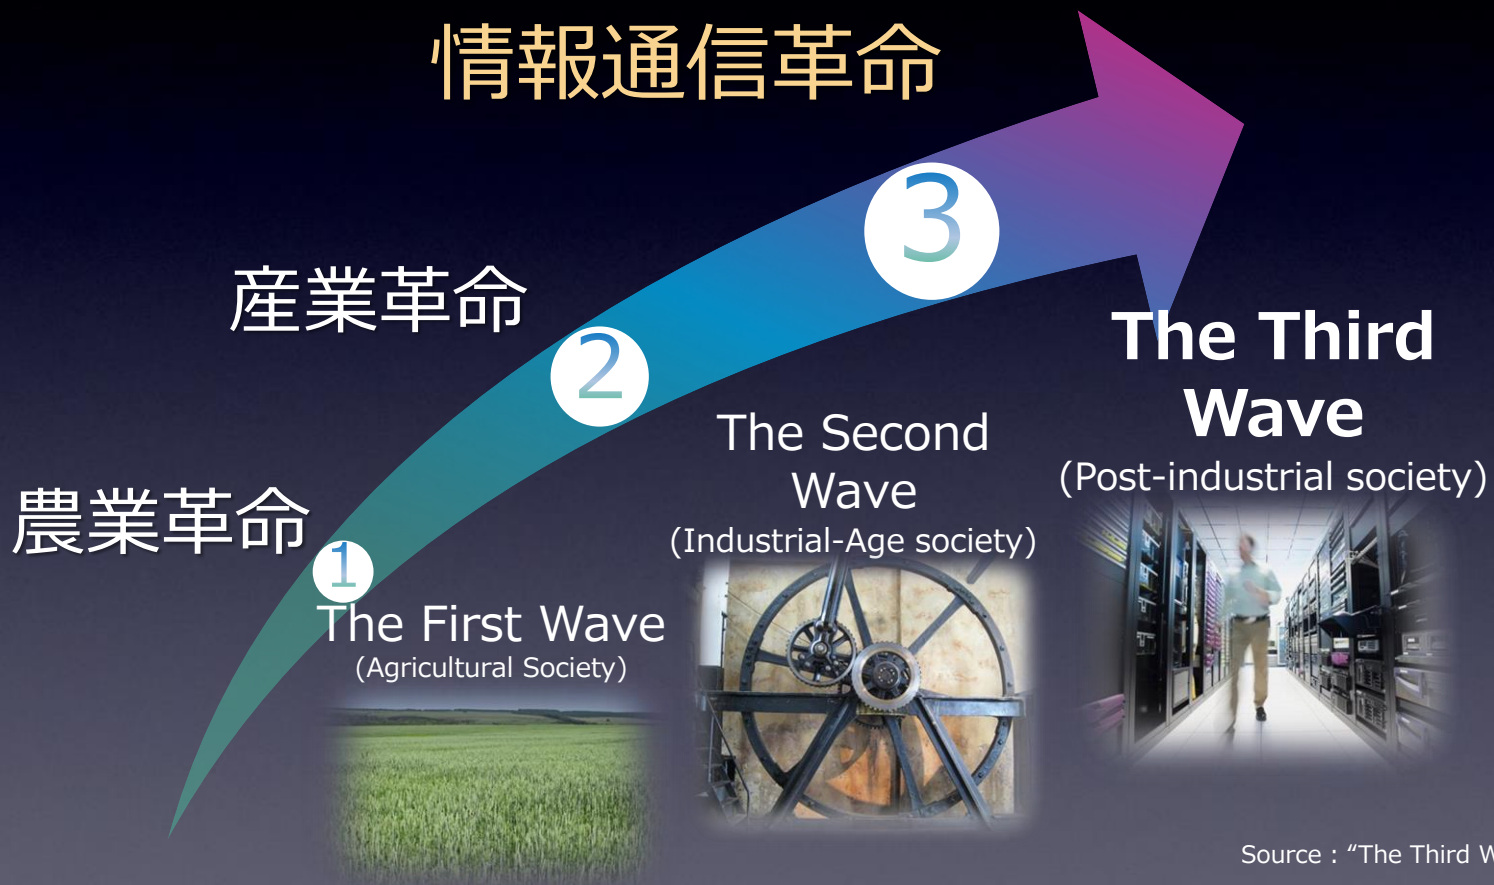 情報通信革命
3
産業革命
2
The Third
Wave
(Post-industrial society)
The Second
Wave
(Industrial-Age society)
農業革命
1
The First Wave
(Agricultural Society)
Source : “The Third